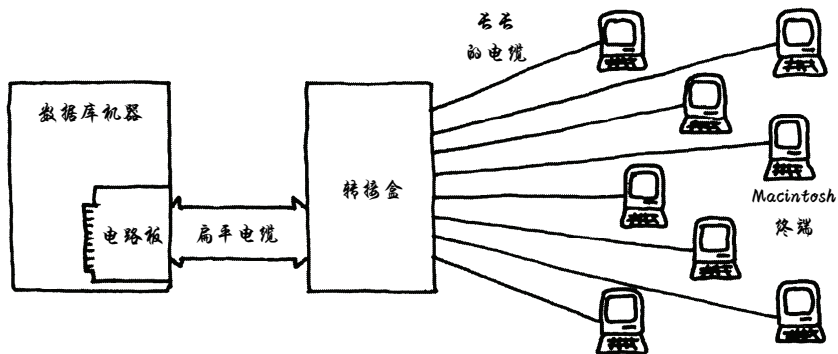 长长
的电缆
数据库机器
电路板
扁平电缆
转接盒
Macintosh
终端